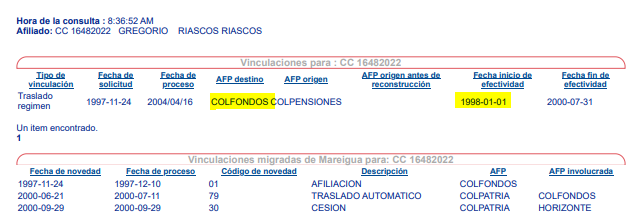 Hora de la consulta : 8:36:52 AM
Afiliado: CC 16482022 GREGORIO RIASCOS RIASCOS
Vinculaciones para : CC 16482022
Tipo de vinculación Fecha de solicitud Fecha de proceso AFP destino AFP origen AFP origen antes de reconstrucción Fecha inicio de efectividad Fecha fin de efectividad
Traslado regimen 1997-11-24 2004/04/16 COLFONDOS COLPENSIONES 1998-01-01 2000-07-31
Un item encontrado.
1
Vinculaciones migradas de Mareigua para: CC 16482022
Fecha de novedad Fecha de proceso Código de novedad Descripción AFP AFP involucrada
1997-11-24 1997-12-10 01 AFILIACION COLFONDOS
2000-06-21 2000-07-11 79 TRASLADO AUTOMATICO COLPATRIA COLFONDOS
2000-09-29 2000-09-29 30 CESION COLPATRIA HORIZONTE